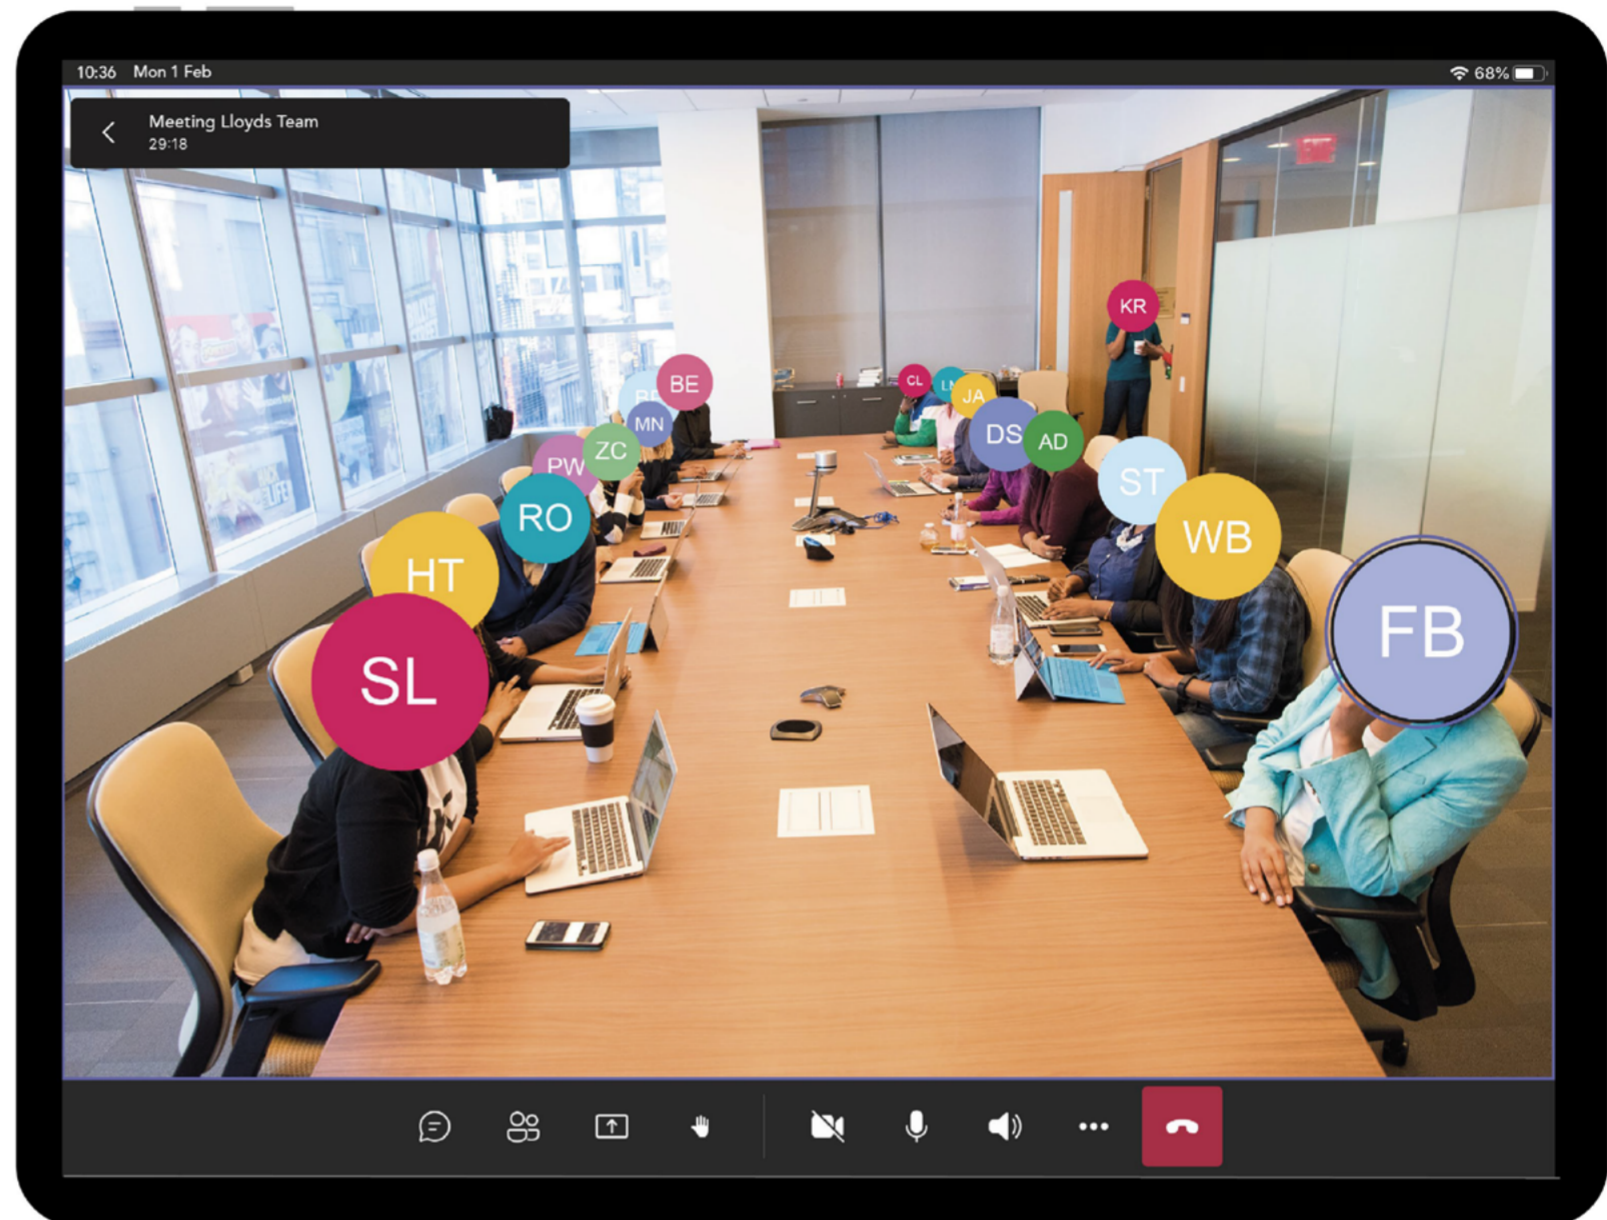 10:36 Mon 1 Feb
68%
Meeting Lloyds Team
29:18
KR
BE
CL
JA
MN
DS
AD
ZC
PW
ST
RO
WB
HT
FB
SL